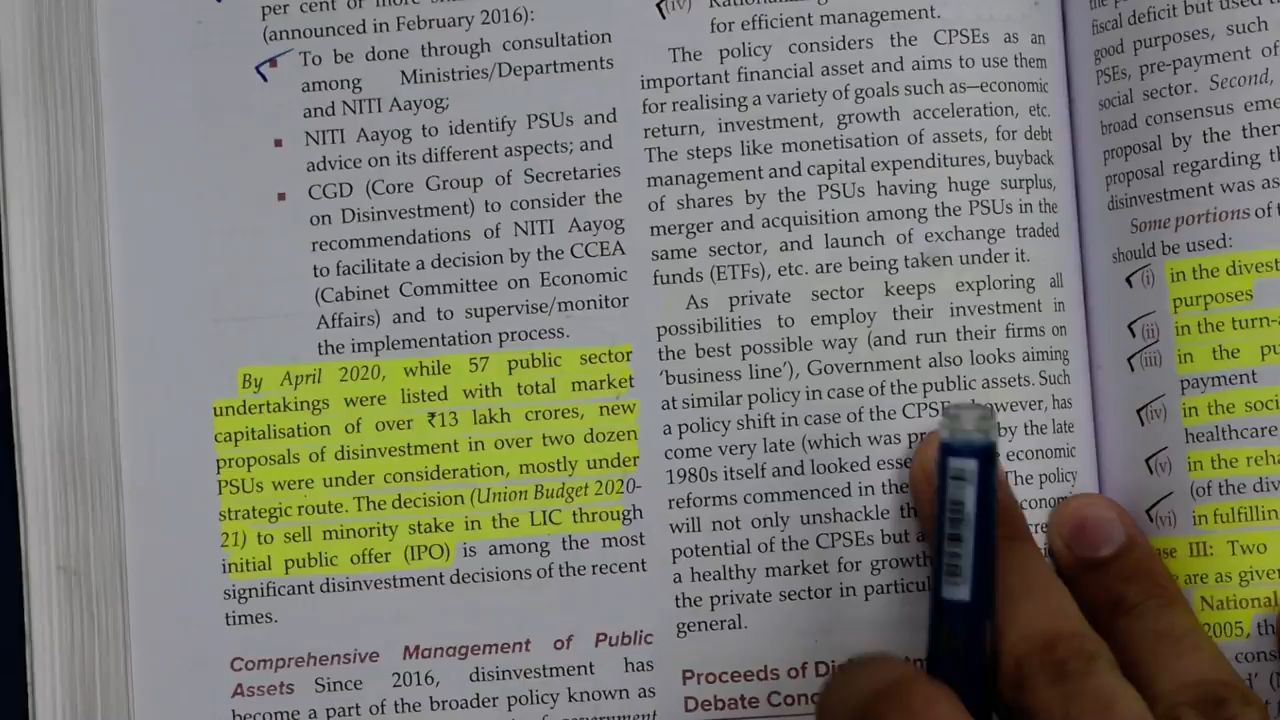 per cent or more
(announced in February 2016):
To be done through consultation
among Ministries/Departments
and NITI Aayog;
NITI Aayog to identify PSUs and
advice on its different aspects; and
CGD (Core Group of Secretaries
on Disinvestment) to consider the
recommendations of NITI Aayog
to facilitate a decision by the CCEA
(Cabinet Committee on Economic
Affairs) and to supervise/monitor
the implementation process.
By April 2020, while 57 public sector
undertakings were listed with total market
capitalisation of over ₹13 lakh crores, new
proposals of disinvestment in over two dozen
PSUs were under consideration, mostly under
strategic route. The decision (Union Budget 2020-
21) to sell minority stake in the LIC through
initial public offer (IPO) is among the most
significant disinvestment decisions of the recent
times.
Comprehensive Management of Public
Assets Since 2016, disinvestment has
become a part of the broader policy known as
(iv)
for efficient management.
The policy considers the CPSEs as an
important financial asset and aims to use them
for realising a variety of goals such as—economic
return, investment, growth acceleration, etc.
The steps like monetisation of assets, for debt
management and capital expenditures, buyback
of shares by the PSUs having huge surplus,
merger and acquisition among the PSUs in the
same sector, and launch of exchange traded
funds (ETFs), etc. are being taken under it.
As private sector keeps exploring all
possibilities to employ their investment in
the best possible way (and run their firms on
'business line'), Government also looks aiming
at similar policy in case of the public assets. Such
a policy shift in case of the however, has
come very late (which was by the late
1980s itself and looked economic
reforms commenced in the The policy
will not only unshackle
potential of the CPSEs but
a healthy market for growth
the private sector in
general.
Proceeds of
Debate
fiscal deficit but used
good purposes, such
PSEs, pre-payment of
social sector. Second,
broad consensus
proposal by the
proposal regarding
disinvestment was as
Some portions of
should be used:
(i) in the
purposes
(ii) in the
(iii) in the
payment
(iv) in the
healthcare
(v) in the
(of the
(vi) in
III: Two
are as
National
2005,